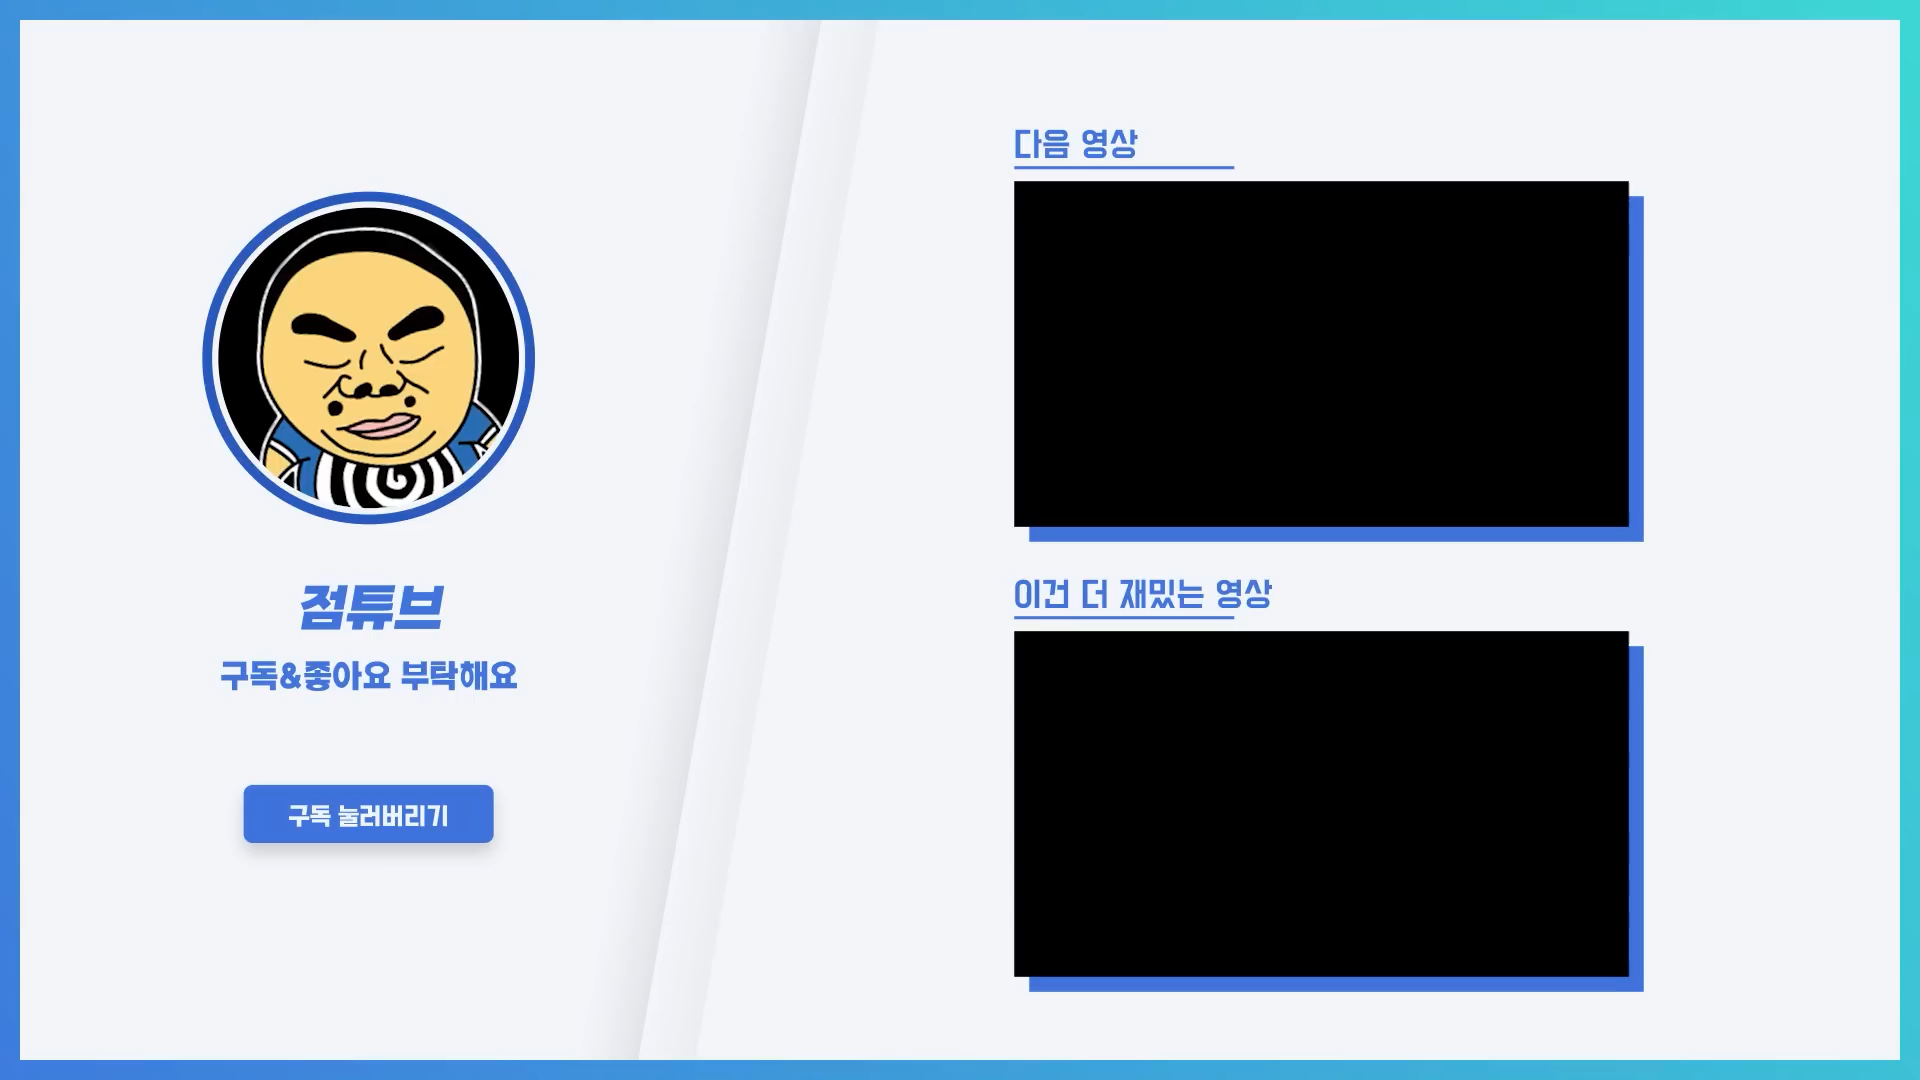 점튜브
구독&좋아요 부탁해요
구독 눌러버리기
다음 영상
이건 더 재밌는 영상